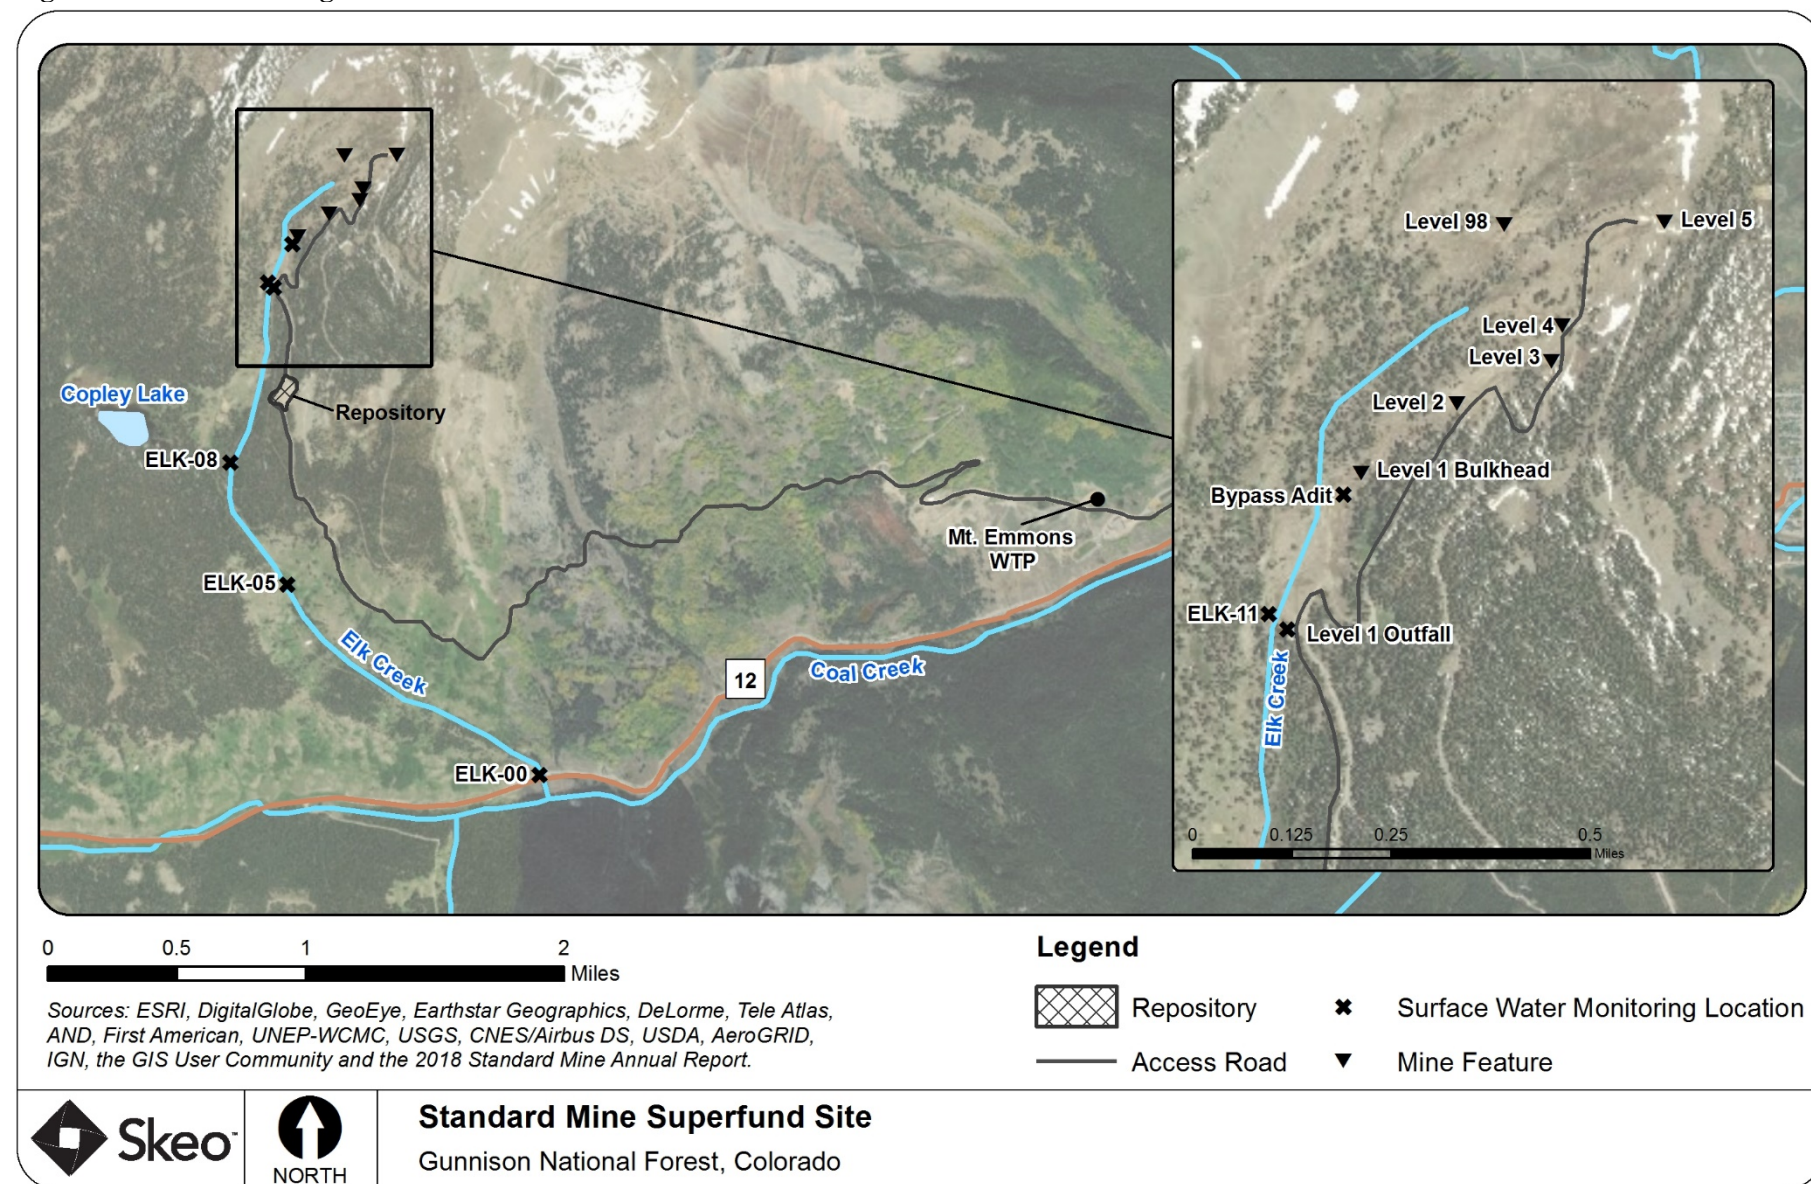 Copley Lake
Repository
ELK-08
ELK-05
Elk Creek
ELK-00
12
Coal Creek
Mt. Emmons
WTP
Level 98
Level 5
Level 4
Level 3
Level 2
Level 1 Bulkhead
Bypass Adit
ELK-11
Level 1 Outfall
Elk Creek
0 0.125 0.25 0.5
Miles
0 0.5 1 2
Miles
Sources: ESRI, DigitalGlobe, GeoEye, Earthstar Geographics, DeLorme, Tele Atlas,
AND, First American, UNEP-WCMC, USGS, CNES/Airbus DS, USDA, AeroGRID,
IGN, the GIS User Community and the 2018 Standard Mine Annual Report.
Legend
Repository
Surface Water Monitoring Location
Access Road
Mine Feature
Skeo
NORTH
Standard Mine Superfund Site
Gunnison National Forest, Colorado